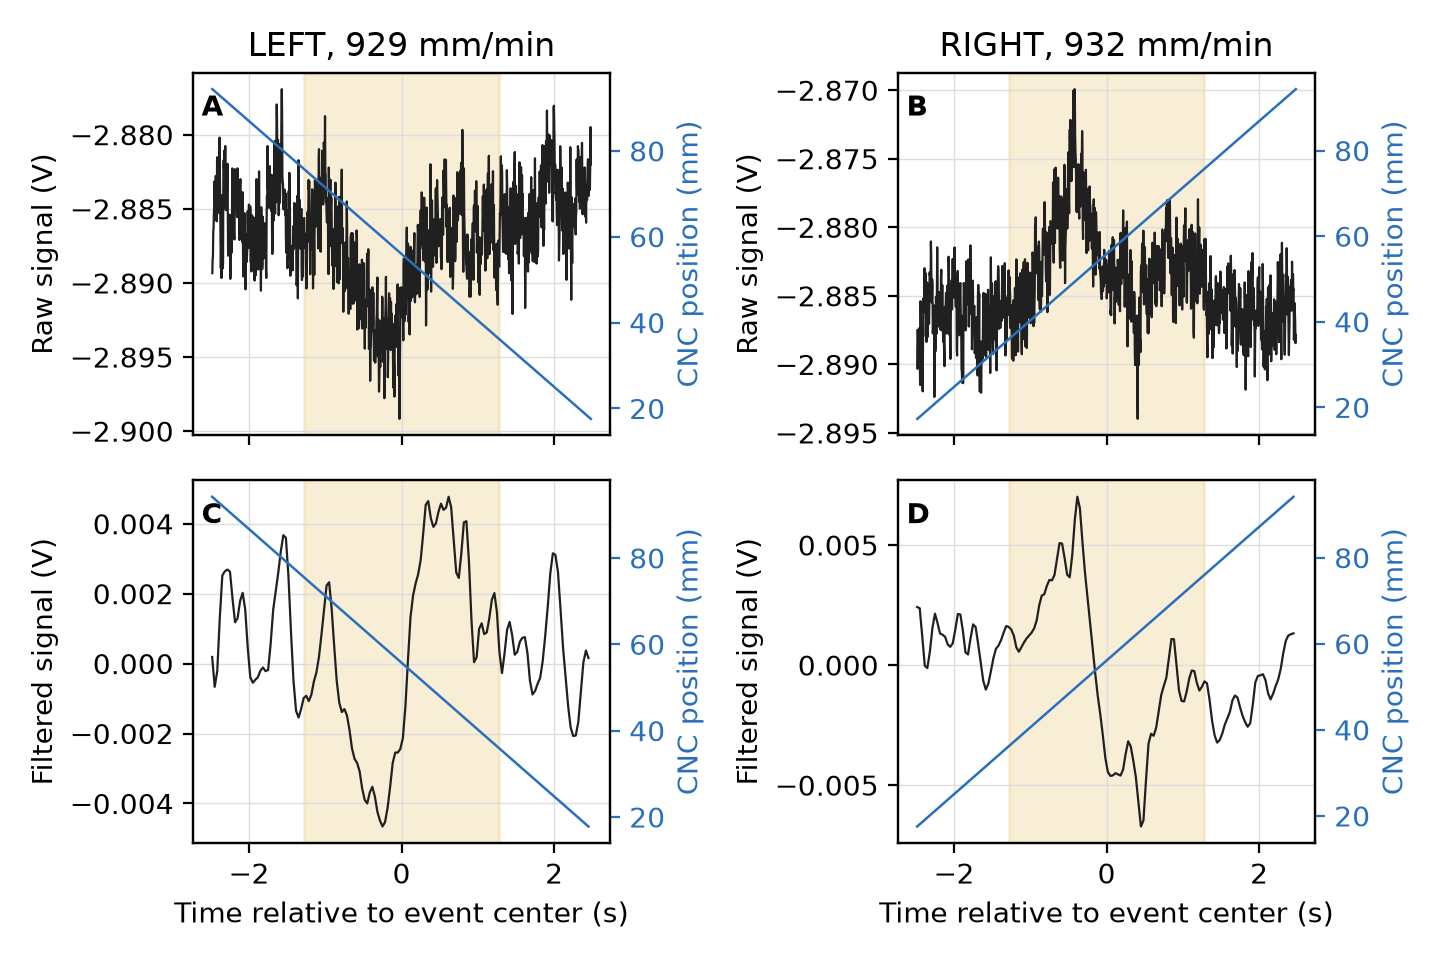 LEFT, 929 mm/min
RIGHT, 932 mm/min
A
−2.880
−2.885
−2.890
−2.895
−2.900
Raw signal (V)
80
60
40
20
CNC position (mm)
B
−2.870
−2.875
−2.880
−2.885
−2.890
−2.895
Raw signal (V)
80
60
40
20
CNC position (mm)
C
0.004
0.002
0.000
−0.002
−0.004
Filtered signal (V)
80
60
40
20
CNC position (mm)
−2
0
2
Time relative to event center (s)
D
0.005
0.000
−0.005
Filtered signal (V)
80
60
40
20
CNC position (mm)
−2
0
2
Time relative to event center (s)